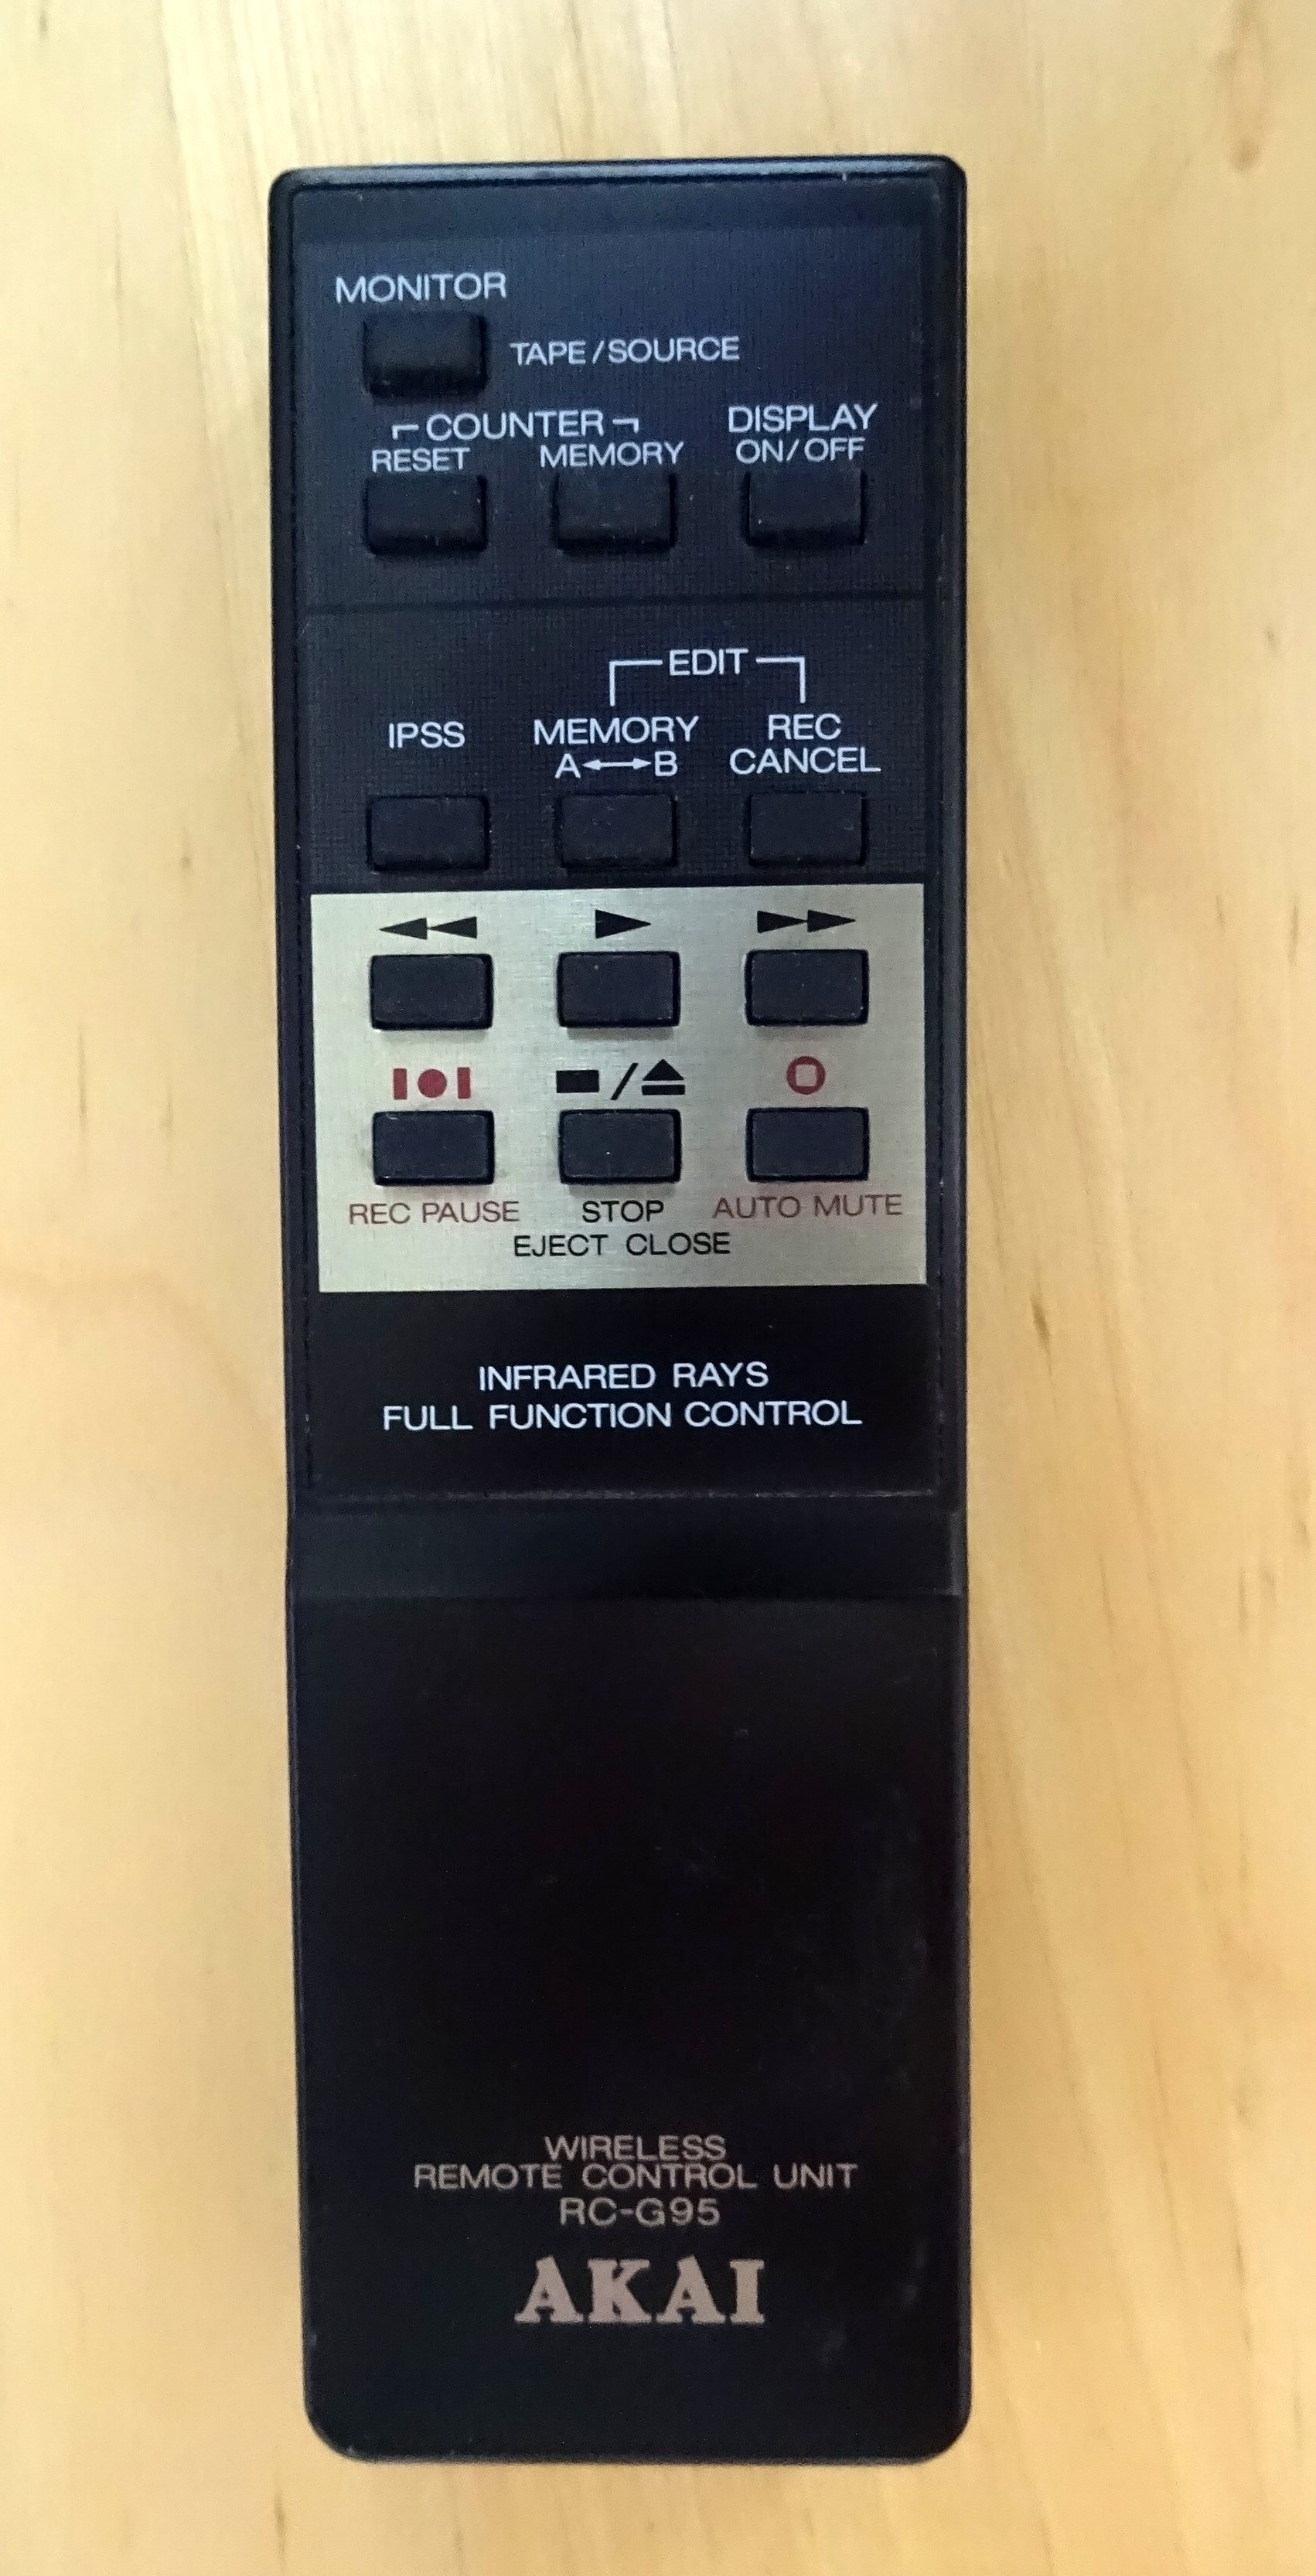 MONITOR
TAPE/SOURCE
COUNTER
DISPLAY
RESET MEMORY ON/OFF
EDIT
IPSS MEMORY REC
A↔B CANCEL
REC PAUSE STOP AUTO MUTE
EJECT CLOSE
INFRARED RAYS
FULL FUNCTION CONTROL
WIRELESS
REMOTE CONTROL UNIT
RC-G95
AKAI